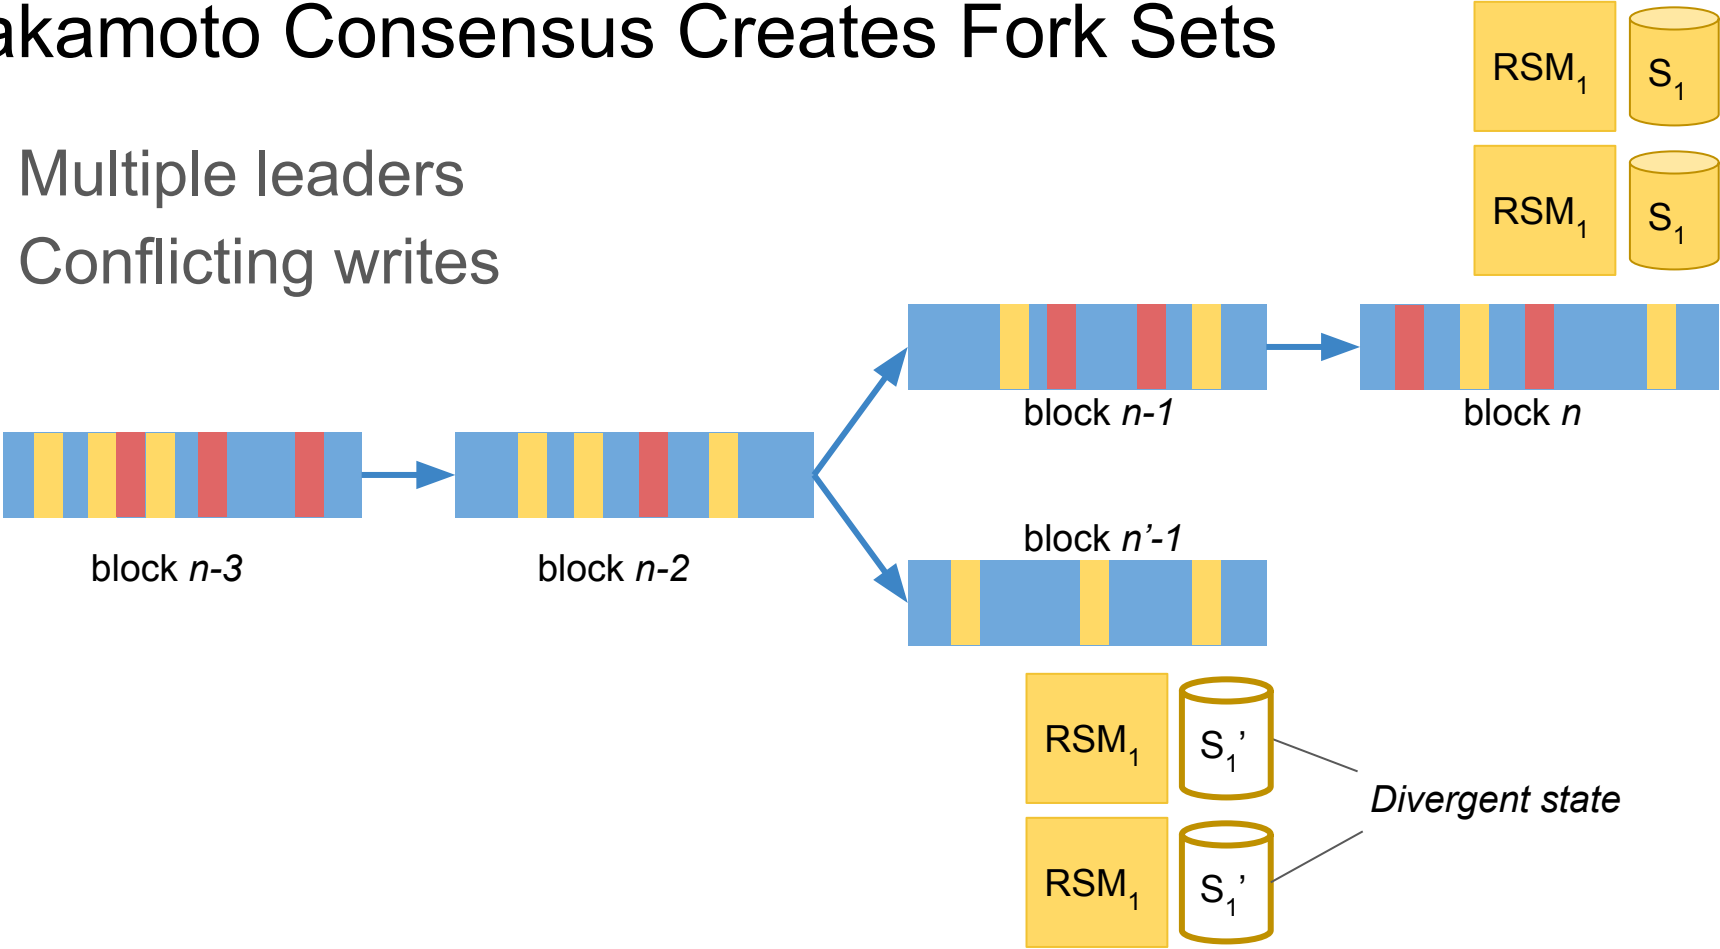 akamoto Consensus Creates Fork Sets
RSM1 S1
Multiple leaders
RSM1 S1
Conflicting writes
block n-1
block n
block n'-1
block n-3
block n-2
RSM1 S1’
Divergent state
RSM1 S1’